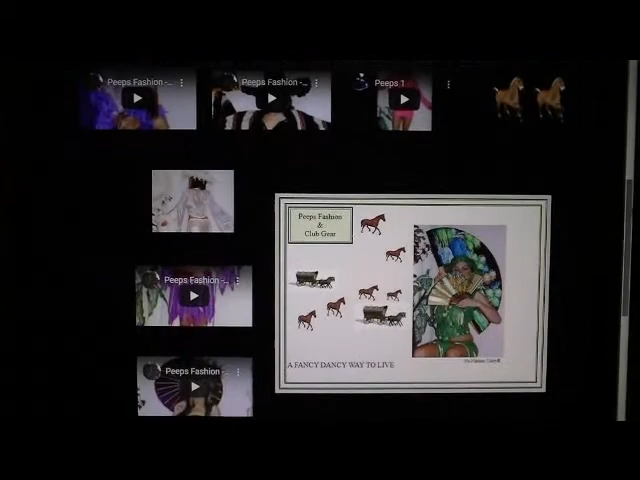 Peeps Fashion -...
Peeps Fashion -...
Peeps 1
Peeps Fashion
&
Club Gear
Peeps Fashion -...
Peeps Fashion -...
A FANCY DANCY WAY TO LIVE